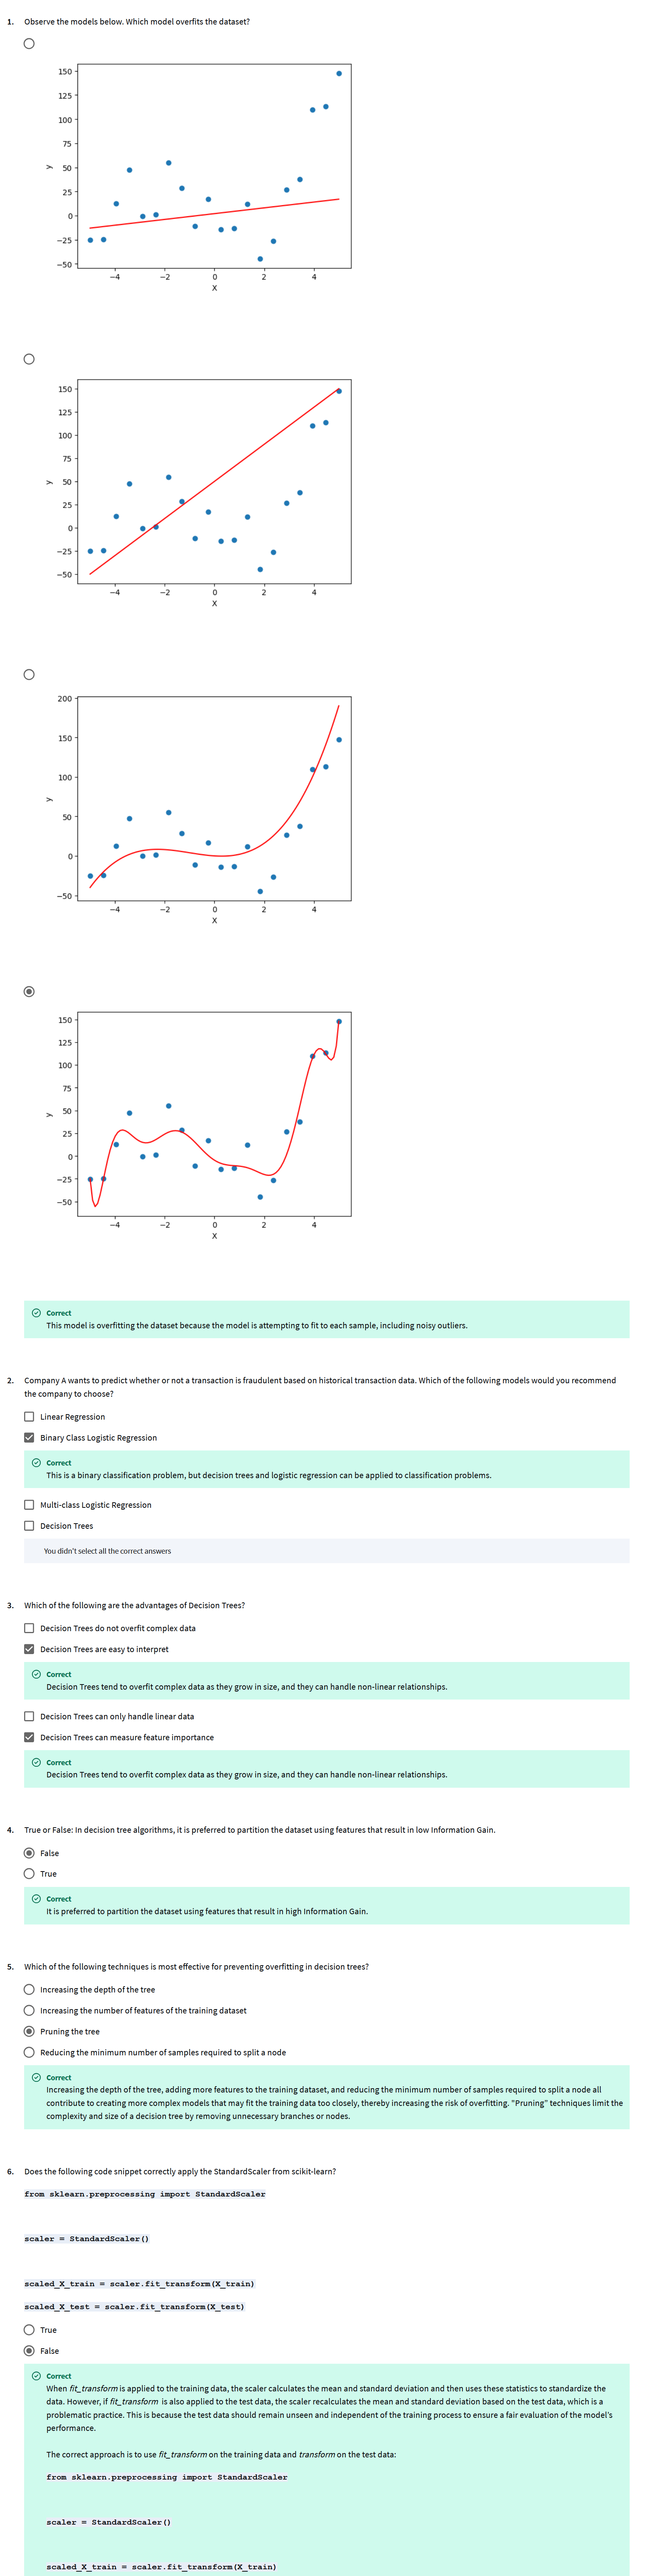 1. Observe the models below. Which model overfits the dataset?
150
125
100
75
50
25
0
−25
−50
y
−4 −2 0 2 4
X
150
125
100
75
50
25
0
−25
−50
y
−4 −2 0 2 4
X
200
150
100
50
0
−50
y
−4 −2 0 2 4
X
150
125
100
75
50
25
0
−25
−50
y
−4 −2 0 2 4
X
Correct
This model is overfitting the dataset because the model is attempting to fit to each sample, including noisy outliers.
2. Company A wants to predict whether or not a transaction is fraudulent based on historical transaction data. Which of the following models would you recommend
the company to choose?
Linear Regression
Binary Class Logistic Regression
Correct
This is a binary classification problem, but decision trees and logistic regression can be applied to classification problems.
Multi-class Logistic Regression
Decision Trees
You didn't select all the correct answers
3. Which of the following are the advantages of Decision Trees?
Decision Trees do not overfit complex data
Decision Trees are easy to interpret
Correct
Decision Trees tend to overfit complex data as they grow in size, and they can handle non-linear relationships.
Decision Trees can only handle linear data
Decision Trees can measure feature importance
Correct
Decision Trees tend to overfit complex data as they grow in size, and they can handle non-linear relationships.
4. True or False: In decision tree algorithms, it is preferred to partition the dataset using features that result in low Information Gain.
False
True
Correct
It is preferred to partition the dataset using features that result in high Information Gain.
5. Which of the following techniques is most effective for preventing overfitting in decision trees?
Increasing the depth of the tree
Increasing the number of features of the training dataset
Pruning the tree
Reducing the minimum number of samples required to split a node
Correct
Increasing the depth of the tree, adding more features to the training dataset, and reducing the minimum number of samples required to split a node all
contribute to creating more complex models that may fit the training data too closely, thereby increasing the risk of overfitting. "Pruning" techniques limit the
complexity and size of a decision tree by removing unnecessary branches or nodes.
6. Does the following code snippet correctly apply the StandardScaler from scikit-learn?
from sklearn.preprocessing import StandardScaler
scaler = StandardScaler()
scaled_X_train = scaler.fit_transform(X_train)
scaled_X_test = scaler.fit_transform(X_test)
True
False
Correct
When fit_transform is applied to the training data, the scaler calculates the mean and standard deviation and then uses these statistics to standardize the
data. However, if fit_transform is also applied to the test data, the scaler recalculates the mean and standard deviation based on the test data, which is a
problematic practice. This is because the test data should remain unseen and independent of the training process to ensure a fair evaluation of the model's
performance.
The correct approach is to use fit_transform on the training data and transform on the test data:
from sklearn.preprocessing import StandardScaler
scaler = StandardScaler()
scaled_X_train = scaler.fit_transform(X_train)